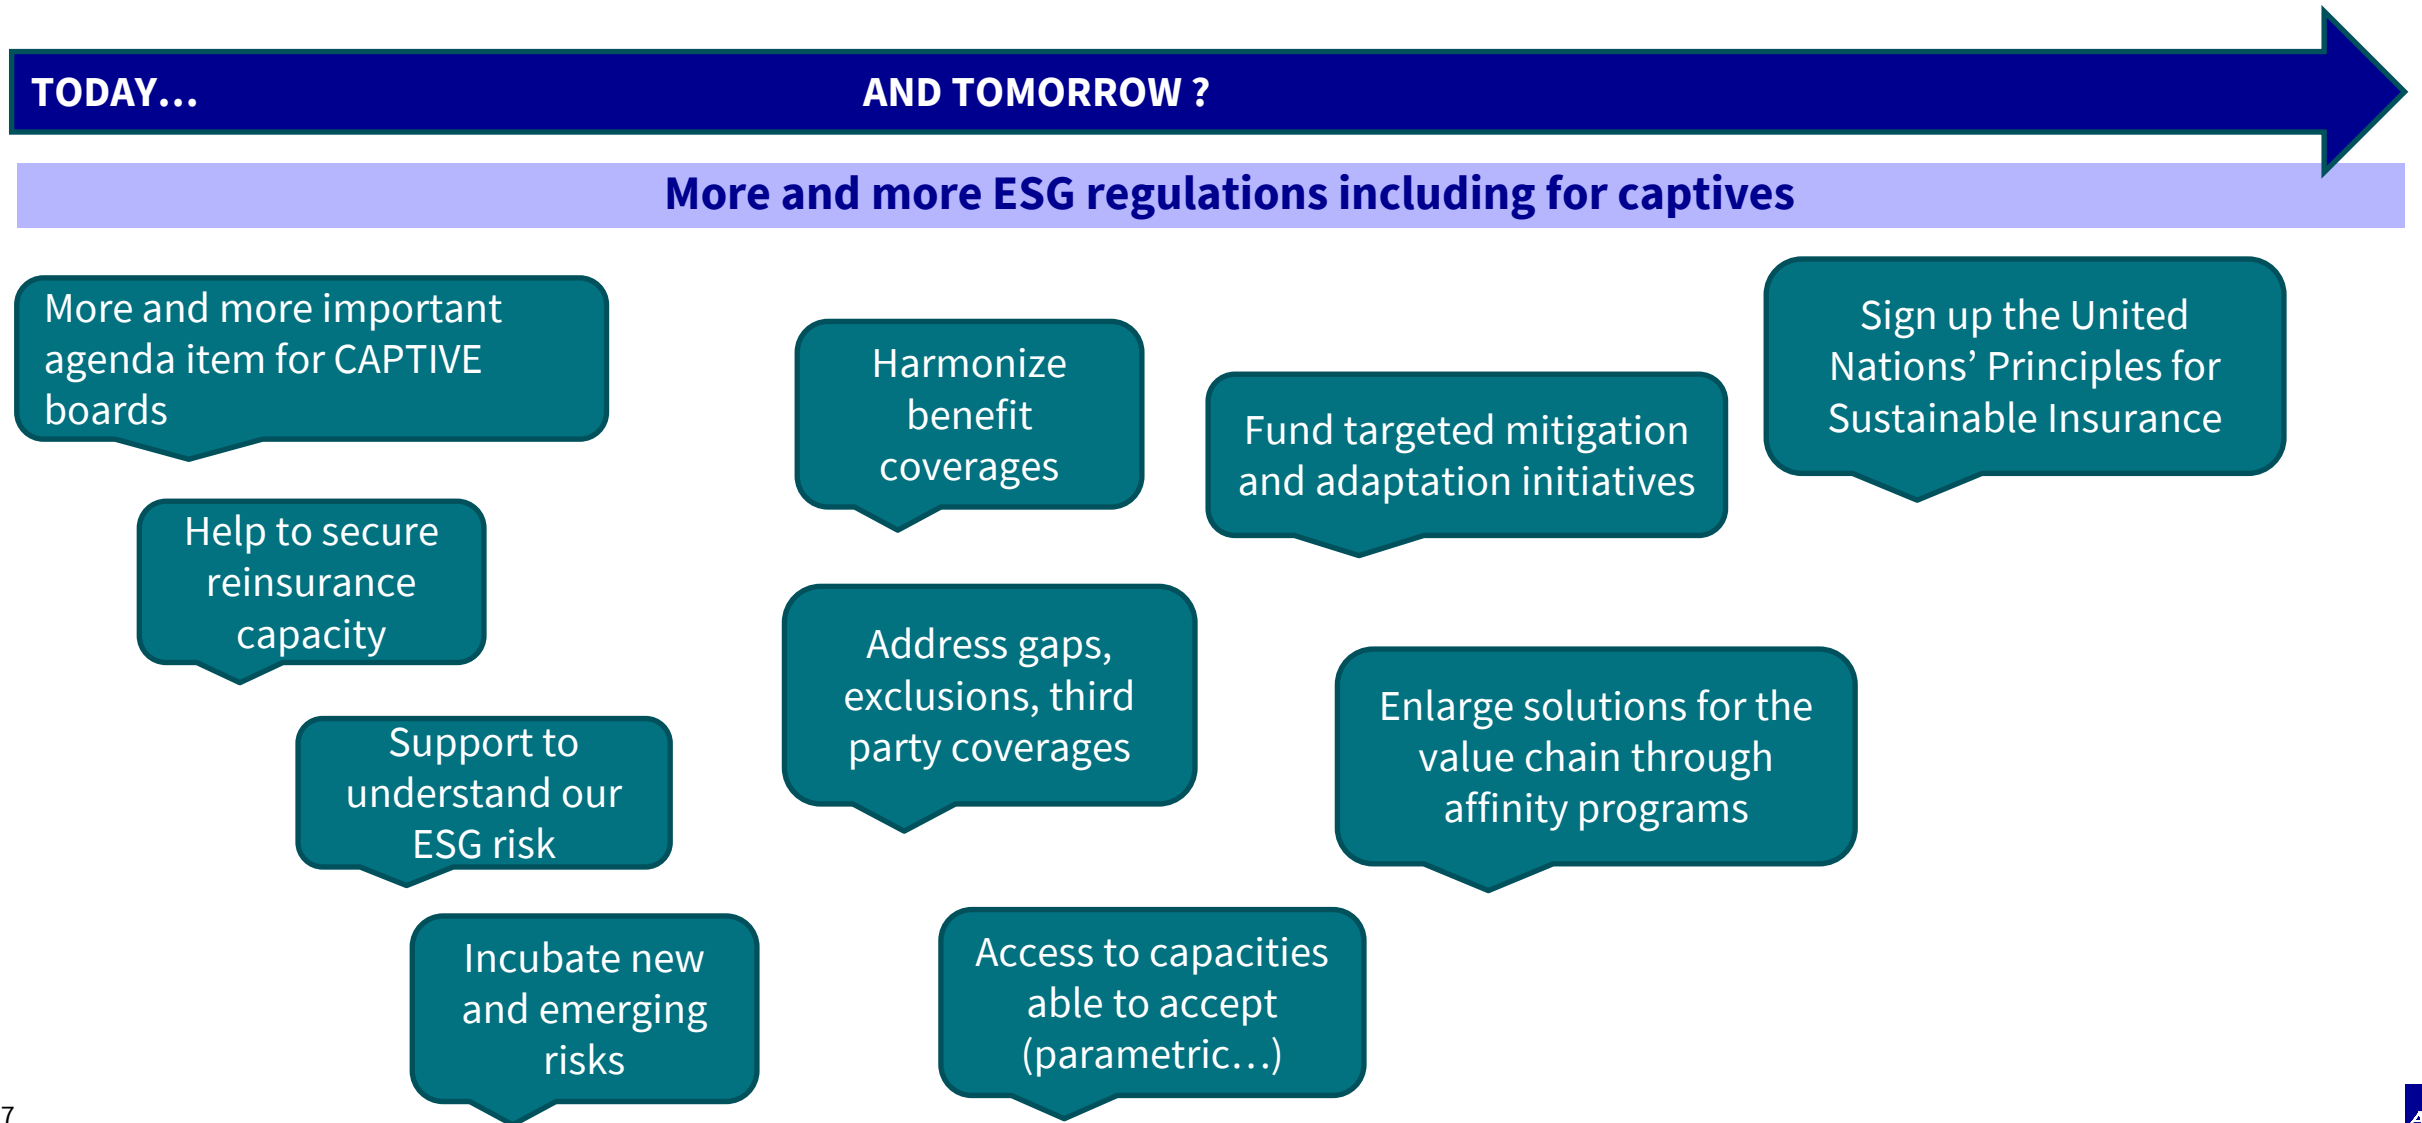 TODAY...
AND TOMORROW ?
More and more ESG regulations including for captives
More and more important
agenda item for CAPTIVE
boards
Help to secure
reinsurance
capacity
Support to
understand our
ESG risk
Incubate new
and emerging
risks
Harmonize
benefit
coverages
Address gaps,
exclusions, third
party coverages
Access to capacities
able to accept
(parametric...)
Fund targeted mitigation
and adaptation initiatives
Enlarge solutions for the
value chain through
affinity programs
Sign up the United
Nations’ Principles for
Sustainable Insurance
7